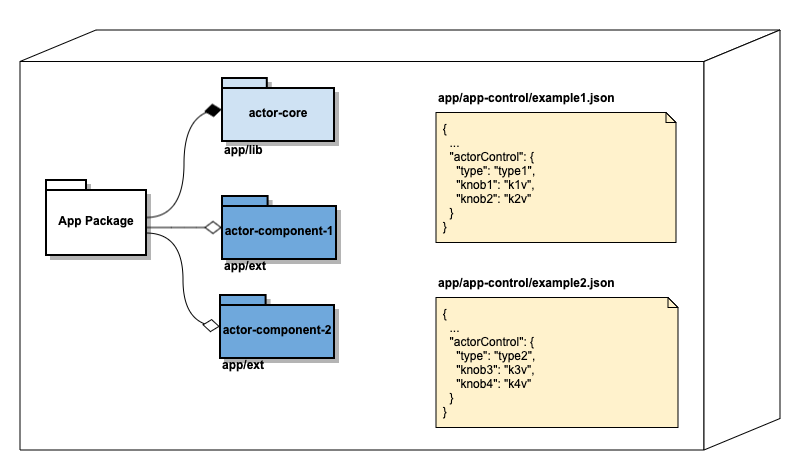 App Package
actor-core
app/lib
actor-component-1
app/ext
actor-component-2
app/ext
app/app-control/example1.json
{
...
"actorControl": {
"type": "type1",
"knob1": "k1v",
"knob2": "k2v"
}
}
app/app-control/example2.json
{
...
"actorControl": {
"type": "type2",
"knob3": "k3v",
"knob4": "k4v"
}
}